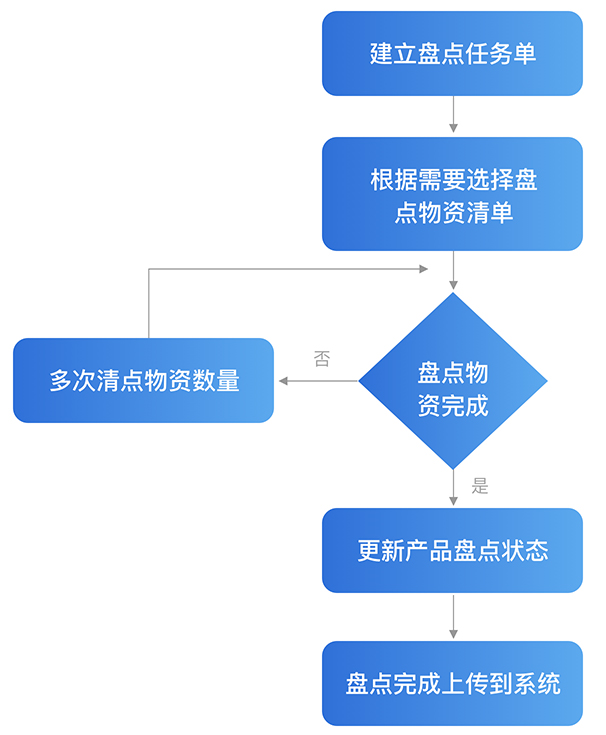 建立盘点任务单
根据需要选择盘
点物资清单
否
多次清点物资数量
盘点物
资完成
是
更新产品盘点状态
盘点完成上传到系统